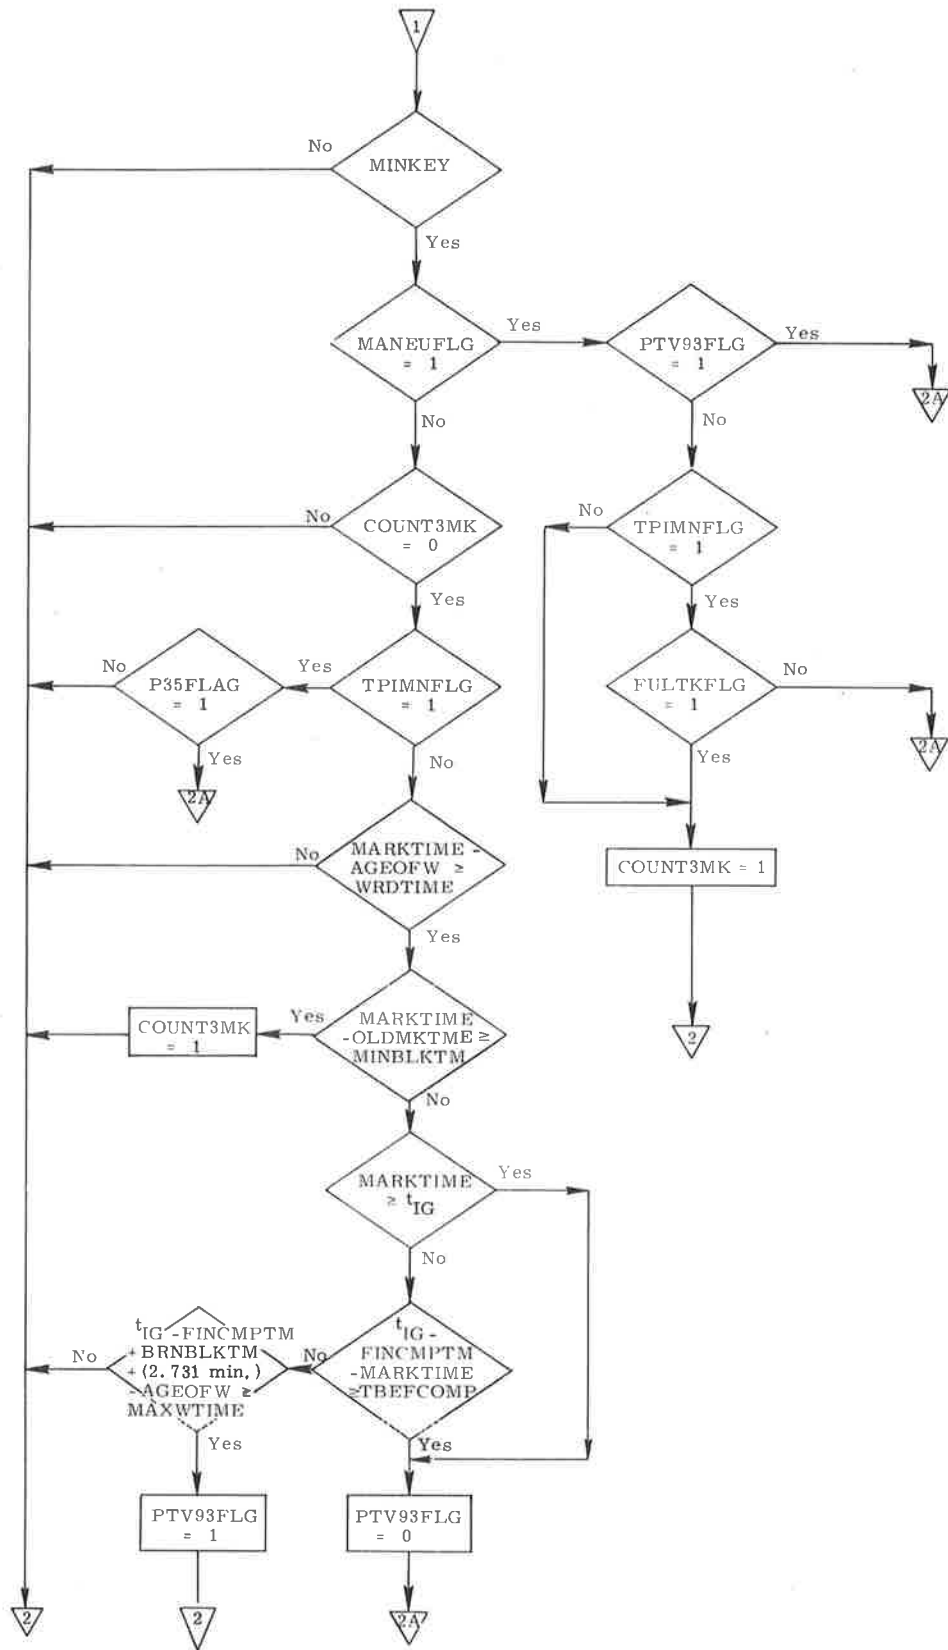 1
No
MINKEY
Yes
MANEUFLG
= 1
Yes
PTV93FLG
= 1
Yes
2A
No
No
No
COUNT3MK
= 0
No
TPIMNFLG
= 1
Yes
Yes
No
P35FLAG
= 1
Yes
TPIMNFLG
= 1
FULTKFLG
= 1
No
2A
Yes
2A
No
Yes
No
MARKTIME -
AGEOFW ≥
WRDTIME
COUNT3MK = 1
Yes
COUNT3MK
= 1
Yes
MARKTIME
-OLDMKTME ≥
MINBLKTM
2
No
MARKTIME
≥ tIG
Yes
No
tIG -FINCMPTM
+ BRNBLKTM
+ (2.731 min.)
- AGEOFW ≥
MAXWTIME
No
No
tIG -
FINCMPTM
-MARKTIME
≥TBEFCOMP
Yes
Yes
PTV93FLG
= 1
PTV93FLG
= 0
2
2
2A